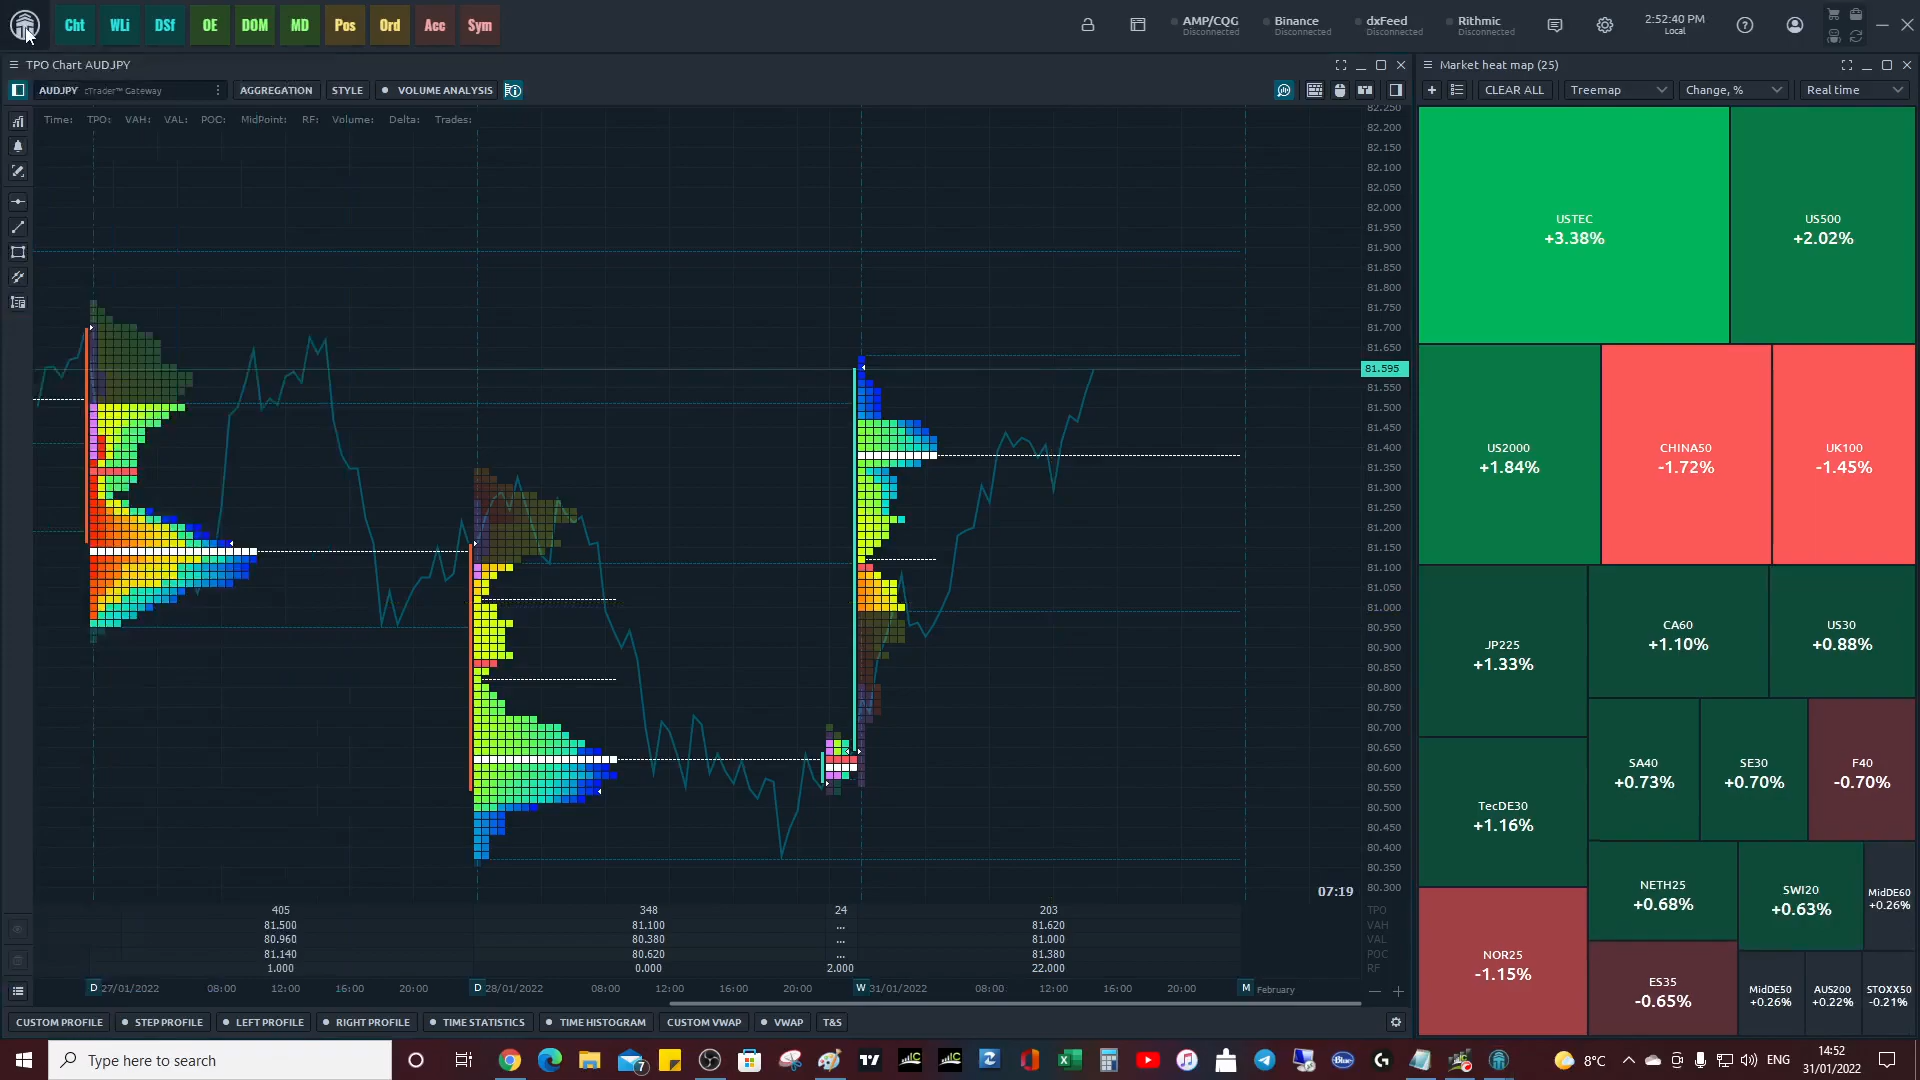 Cht WLi DSf OE DOM MD Pos Ord Acc Sym
AMP/CQG Disconnected
Binance Disconnected
dxFeed Disconnected
Rithmic Disconnected
2:52:40 PM
Local
TPO Chart AUDJPY
Market heat map (25)
AUDJPY cTrader™ Gateway AGGREGATION STYLE VOLUME ANALYSIS
CLEAR ALL Treemap Change, % Real time
Time: TPO: VAH: VAL: POC: MidPoint: RF: Volume: Delta: Trades:
82.250
82.200
82.150
82.100
82.050
82.000
81.950
81.900
81.850
81.800
81.750
81.700
81.650
81.595
81.550
81.500
81.450
81.400
81.350
81.300
81.250
81.200
81.150
81.100
81.050
81.000
80.950
80.900
80.850
80.800
80.750
80.700
80.650
80.600
80.550
80.500
80.450
80.400
80.350
80.300
07:19
405 348 24 203 TPO
81.500 81.100 ... 81.620 VAH
80.960 80.380 ... 81.000 VAL
81.140 80.620 ... 81.380 POC
1.000 0.000 2.000 22.000 RF
D 27/01/2022 08:00 12:00 16:00 20:00 D 28/01/2022 08:00 12:00 16:00 20:00 W 31/01/2022 08:00 12:00 16:00 20:00 M February
CUSTOM PROFILE STEP PROFILE LEFT PROFILE RIGHT PROFILE TIME STATISTICS TIME HISTOGRAM CUSTOM VWAP VWAP T&S
USTEC
+3.38%
US500
+2.02%
US2000
+1.84%
CHINA50
-1.72%
UK100
-1.45%
JP225
+1.33%
CA60
+1.10%
US30
+0.88%
TecDE30
+1.16%
SA40
+0.73%
SE30
+0.70%
F40
-0.70%
NOR25
-1.15%
NETH25
+0.68%
SWI20
+0.63%
MidDE60
+0.26%
ES35
-0.65%
MidDE50
+0.26%
AUS200
+0.22%
STOXX50
-0.21%
Type here to search
7
8°C
ENG
14:52
31/01/2022